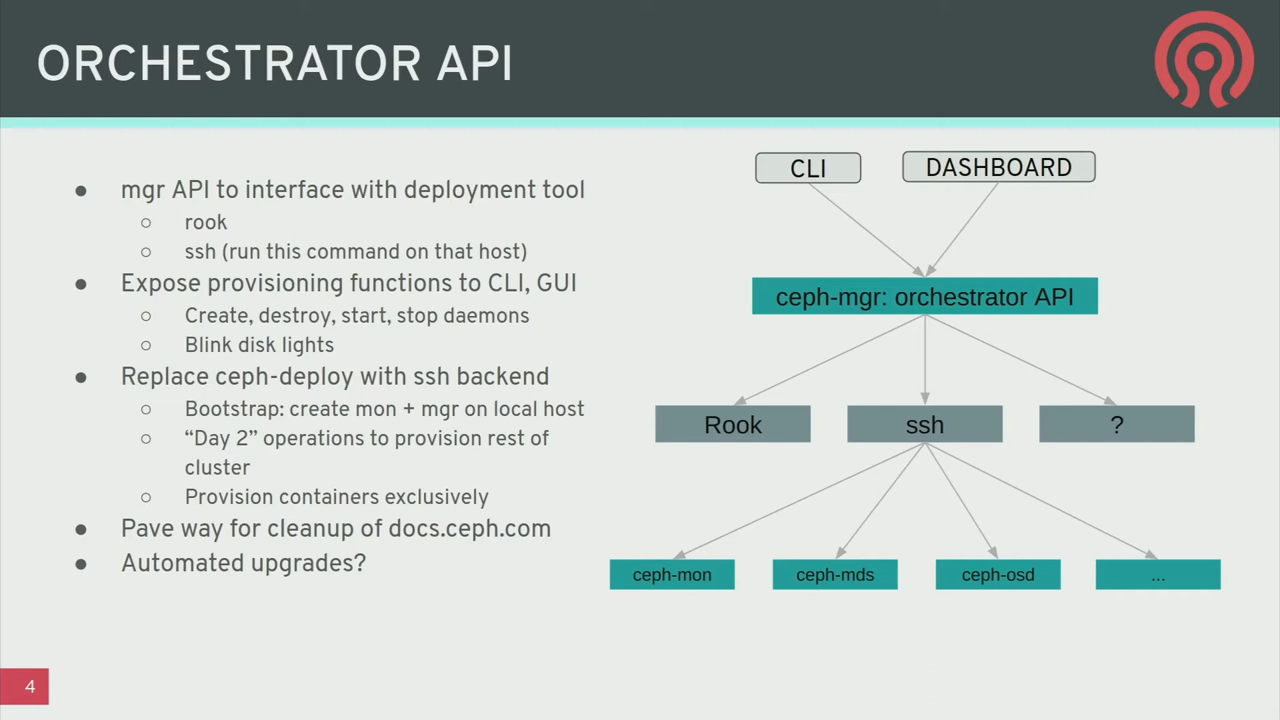 ORCHESTRATOR API
● mgr API to interface with deployment tool
○ rook
○ ssh (run this command on that host)
● Expose provisioning functions to CLI, GUI
○ Create, destroy, start, stop daemons
○ Blink disk lights
● Replace ceph-deploy with ssh backend
○ Bootstrap: create mon + mgr on local host
○ “Day 2” operations to provision rest of
cluster
○ Provision containers exclusively
● Pave way for cleanup of docs.ceph.com
● Automated upgrades?
CLI
DASHBOARD
ceph-mgr: orchestrator API
Rook
ssh
?
ceph-mon
ceph-mds
ceph-osd
...
4